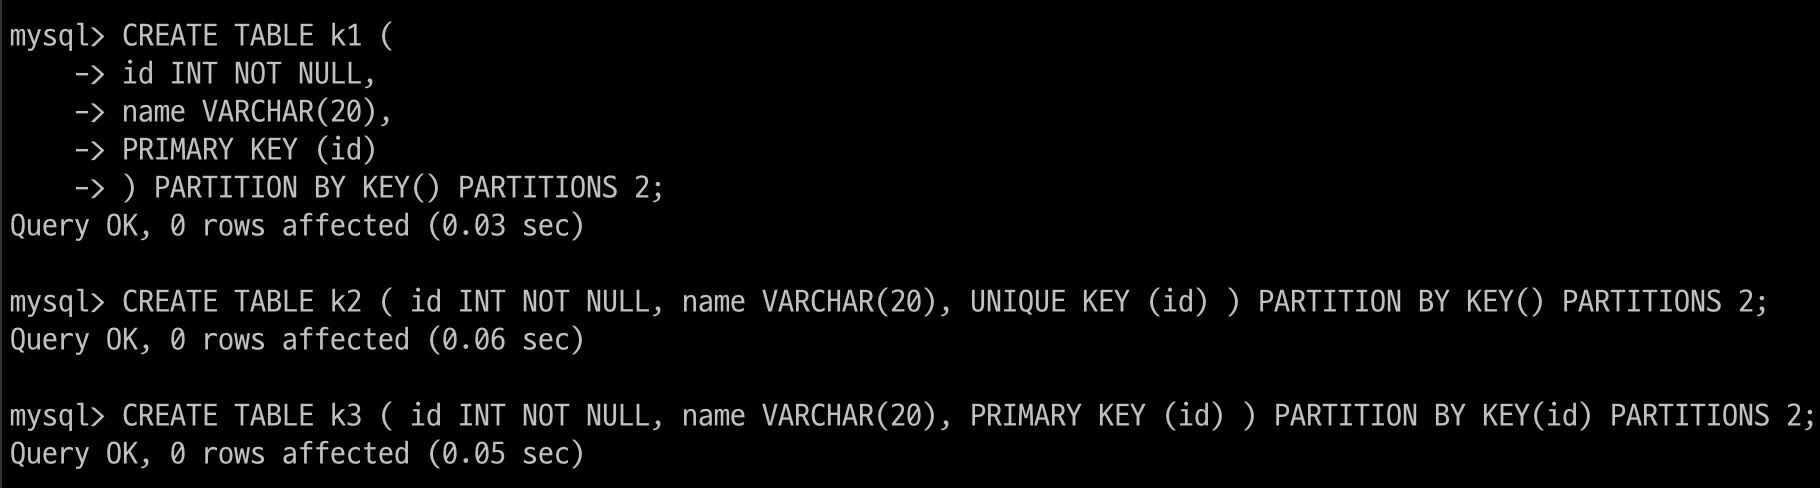 mysql> CREATE TABLE k1 (
    -> id INT NOT NULL,
    -> name VARCHAR(20),
    -> PRIMARY KEY (id)
    -> ) PARTITION BY KEY() PARTITIONS 2;
Query OK, 0 rows affected (0.03 sec)
mysql> CREATE TABLE k2 ( id INT NOT NULL, name VARCHAR(20), UNIQUE KEY (id) ) PARTITION BY KEY() PARTITIONS 2;
Query OK, 0 rows affected (0.06 sec)
mysql> CREATE TABLE k3 ( id INT NOT NULL, name VARCHAR(20), PRIMARY KEY (id) ) PARTITION BY KEY(id) PARTITIONS 2;
Query OK, 0 rows affected (0.05 sec)